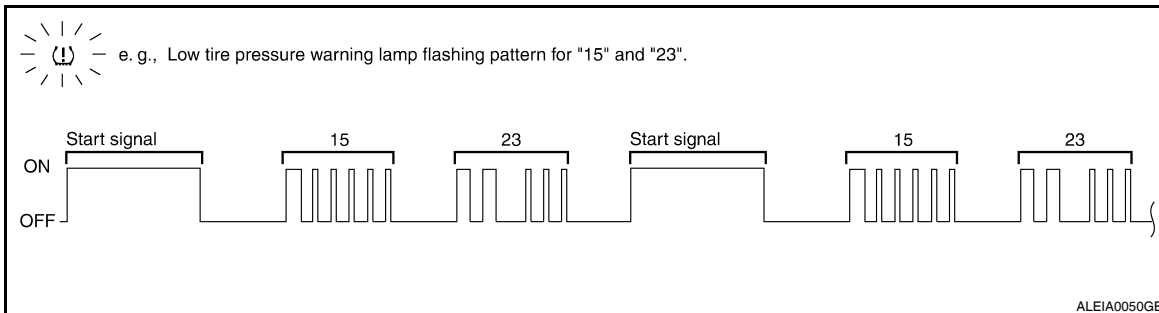 e. g., Low tire pressure warning lamp flashing pattern for "15" and "23".
Start signal 15 23 Start signal 15 23
ON
OFF
ALEIA0050GB